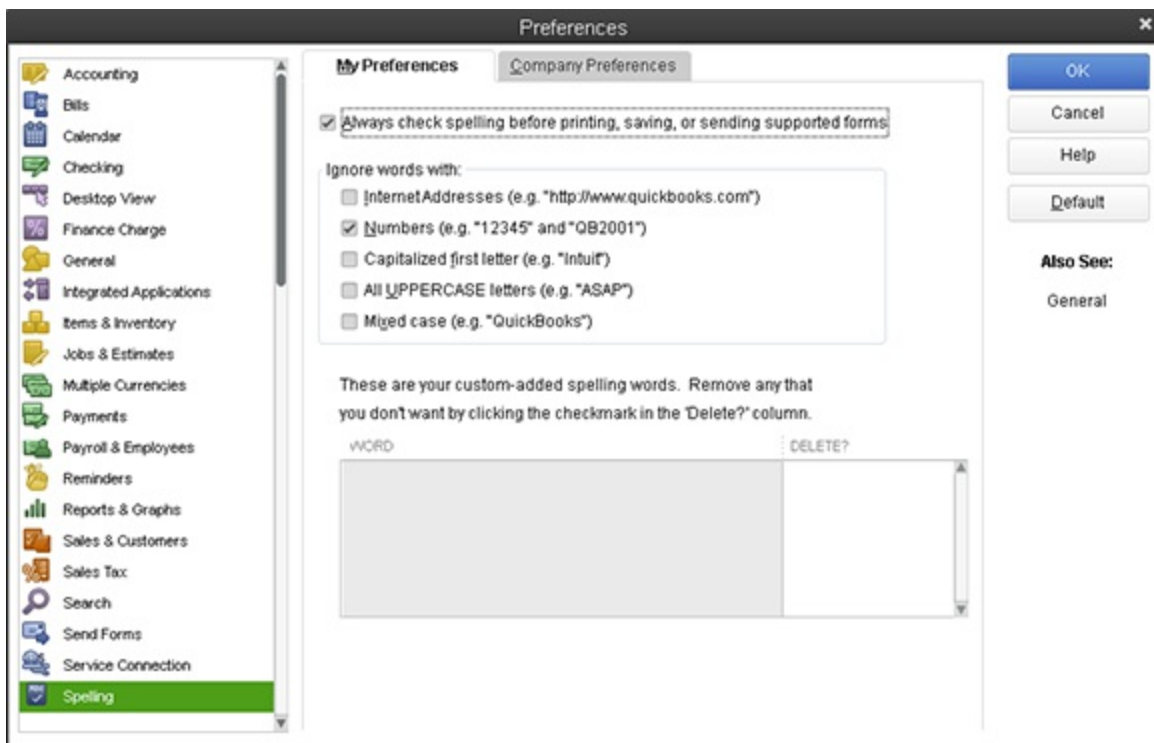 Preferences
Accounting
Bills
Calendar
Checking
Desktop View
Finance Charge
General
Integrated Applications
Items & Inventory
Jobs & Estimates
Multiple Currencies
Payments
Payroll & Employees
Reminders
Reports & Graphs
Sales & Customers
Sales Tax
Search
Send Forms
Service Connection
Spelling
My Preferences
Company Preferences
Always check spelling before printing, saving, or sending supported forms
Ignore words with:
Internet Addresses (e.g. "http://www.quickbooks.com")
Numbers (e.g. "12345" and "QB2001")
Capitalized first letter (e.g. "Intuit")
All UPPERCASE letters (e.g. "ASAP")
Mixed case (e.g. "QuickBooks")
These are your custom-added spelling words. Remove any that
you don't want by clicking the checkmark in the 'Delete?' column.
WORD DELETE?
OK
Cancel
Help
Default
Also See:
General